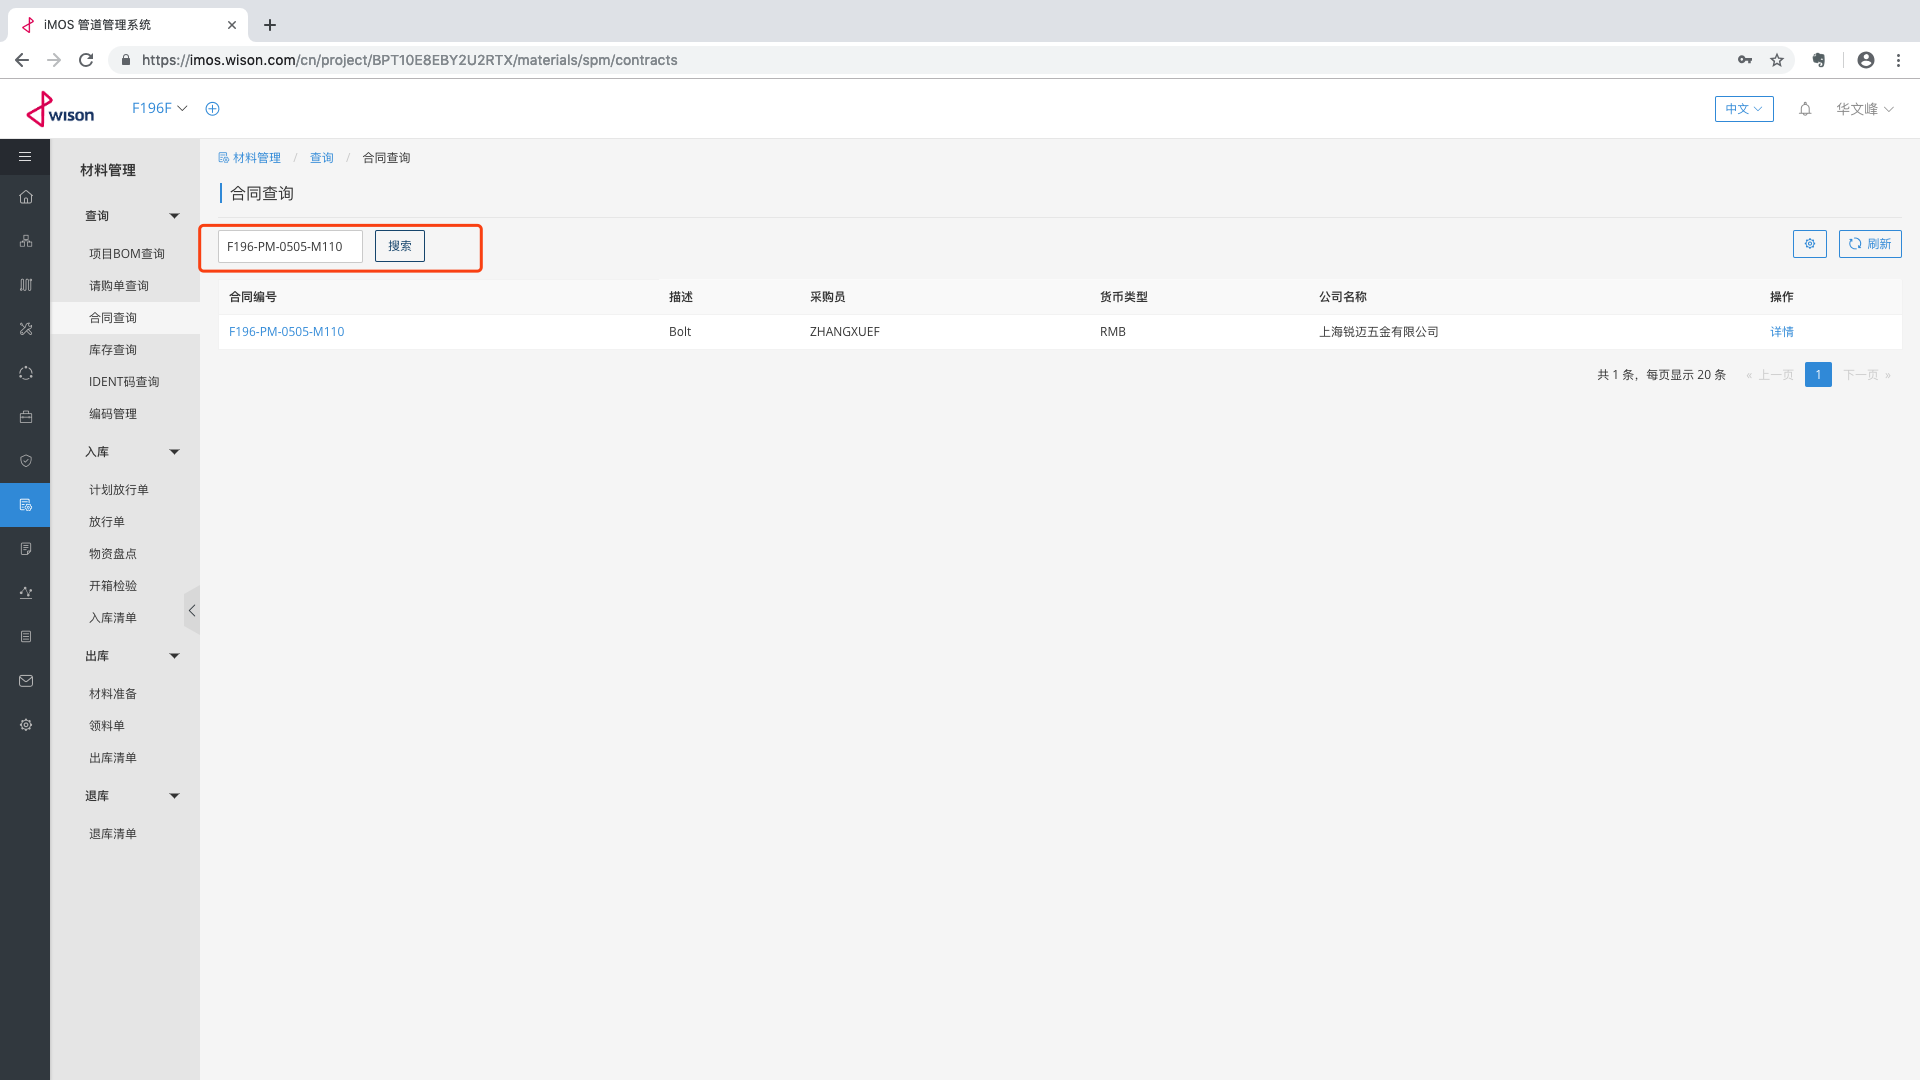 iMOS 管道管理系统
https://imos.wison.com/cn/project/BPT10E8EBY2U2RTX/materials/spm/contracts
wison
F196F
中文
华文峰
材料管理 / 查询 / 合同查询
合同查询
F196-PM-0505-M110
搜索
刷新
合同编号 描述 采购员 货币类型 公司名称 操作
F196-PM-0505-M110 Bolt ZHANGXUEF RMB 上海锐迈五金有限公司 详情
共 1 条，每页显示 20 条 « 上一页 1 下一页 »
材料管理
查询
项目BOM查询
请购单查询
合同查询
库存查询
IDENT码查询
编码管理
入库
计划放行单
放行单
物资盘点
开箱检验
入库清单
出库
材料准备
领料单
出库清单
退库
退库清单